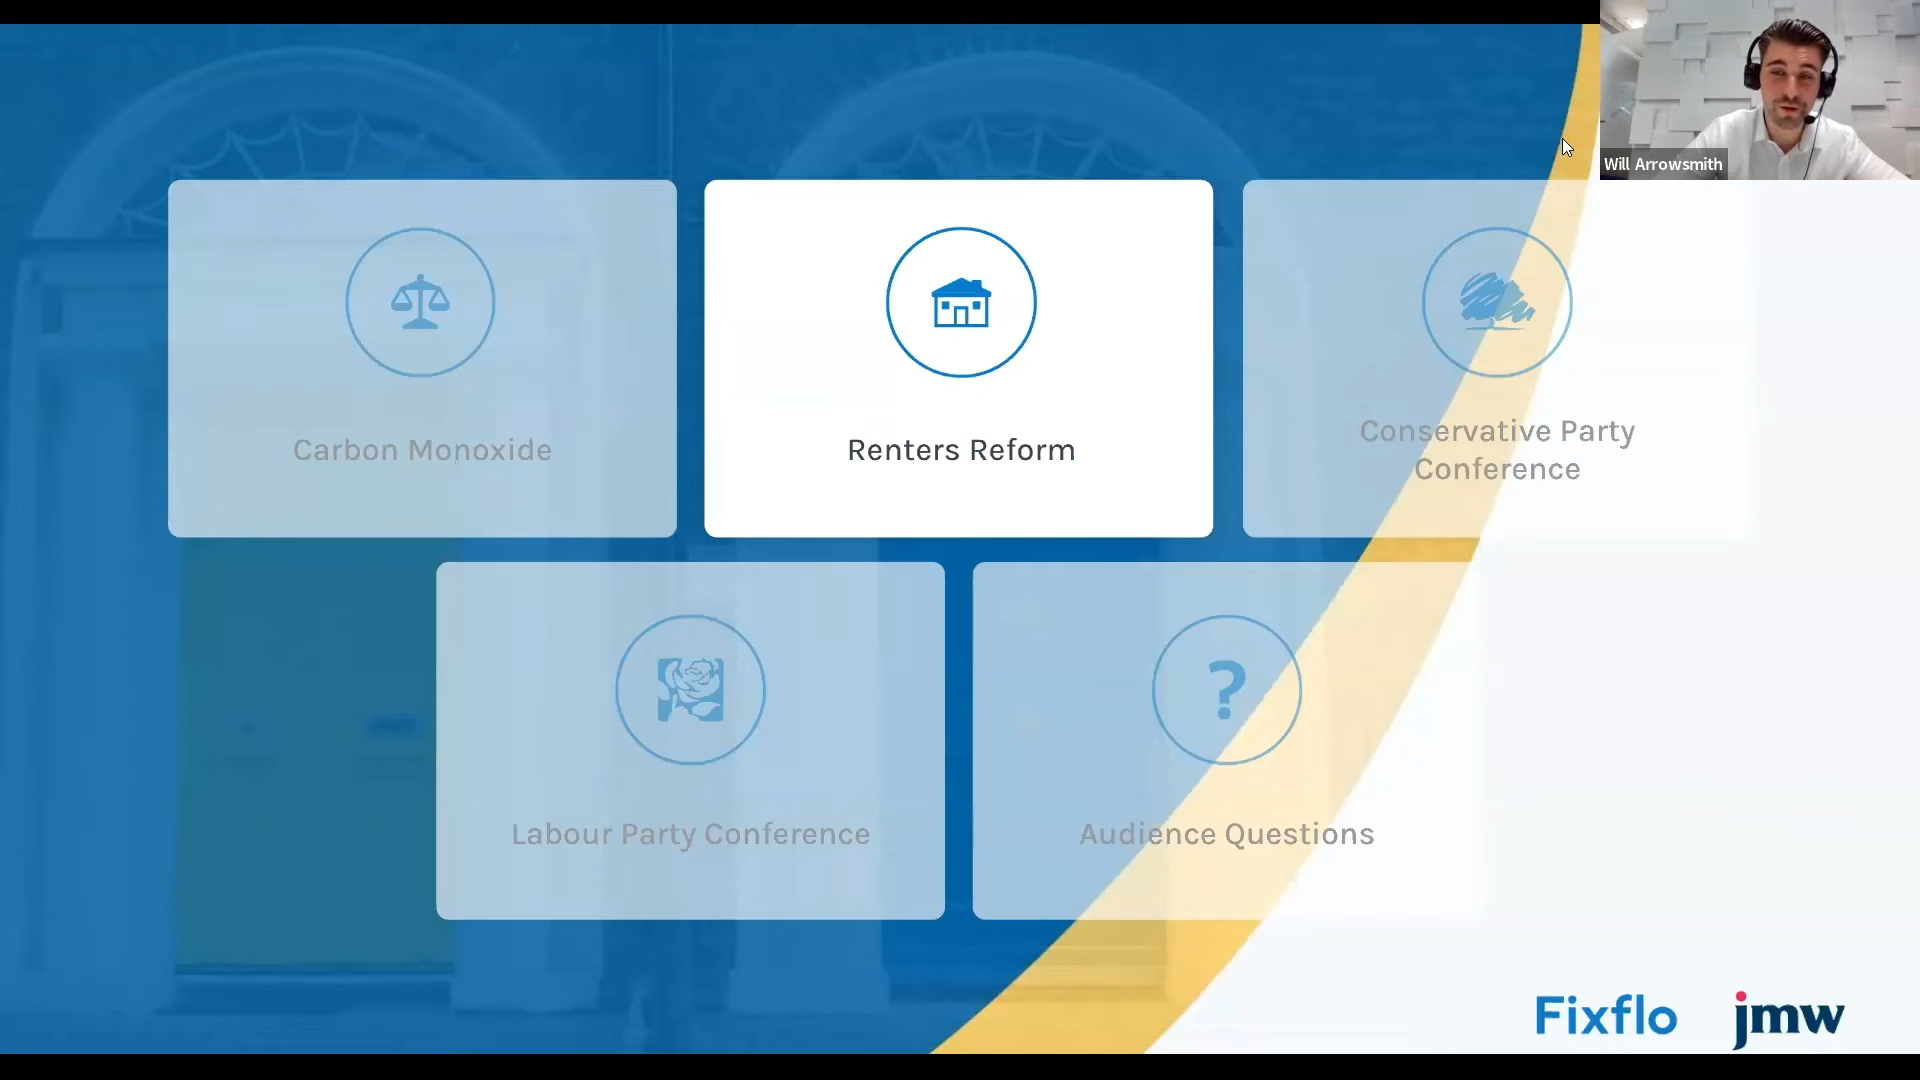 Will Arrowsmith
Carbon Monoxide
Renters Reform
Conservative Party
Conference
Labour Party Conference
?
Audience Questions
Fixflo
jmw